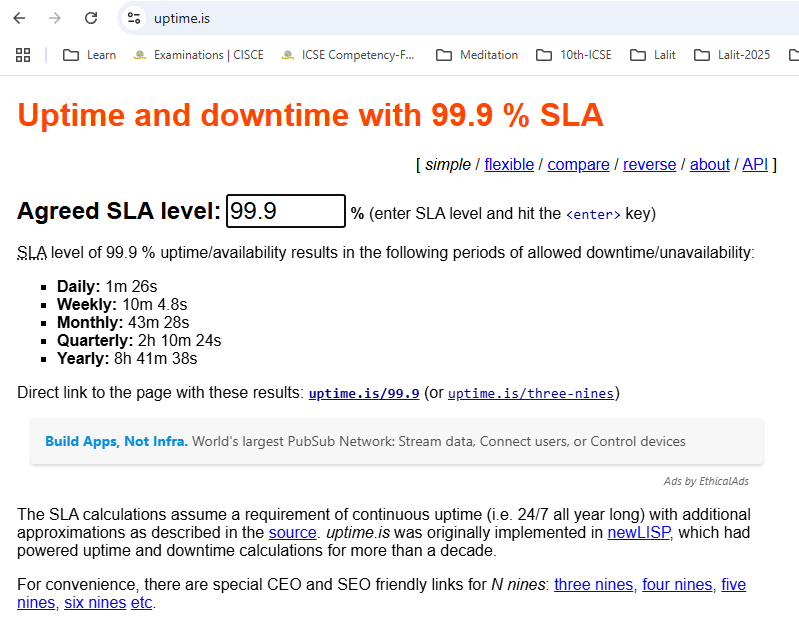 uptime.is
Learn Examinations | CISCE ICSE Competency-F... Meditation 10th-ICSE Lalit Lalit-2025
Uptime and downtime with 99.9 % SLA
[ simple / flexible / compare / reverse / about / API ]
Agreed SLA level: 99.9 % (enter SLA level and hit the <enter> key)
SLA level of 99.9 % uptime/availability results in the following periods of allowed downtime/unavailability:
▪ Daily: 1m 26s
▪ Weekly: 10m 4.8s
▪ Monthly: 43m 28s
▪ Quarterly: 2h 10m 24s
▪ Yearly: 8h 41m 38s
Direct link to the page with these results: uptime.is/99.9 (or uptime.is/three-nines)
Build Apps, Not Infra. World's largest PubSub Network: Stream data, Connect users, or Control devices
Ads by EthicalAds
The SLA calculations assume a requirement of continuous uptime (i.e. 24/7 all year long) with additional
approximations as described in the source. uptime.is was originally implemented in newLISP, which had
powered uptime and downtime calculations for more than a decade.
For convenience, there are special CEO and SEO friendly links for N nines: three nines, four nines, five
nines, six nines etc.